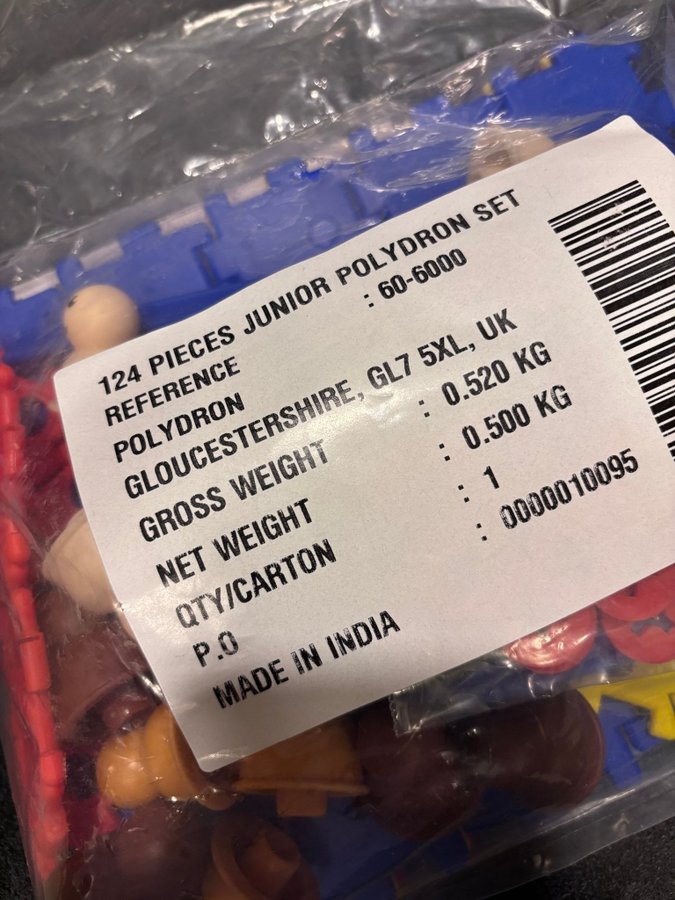 124 PIECES JUNIOR POLYDRON SET
REFERENCE : 60-6000
POLYDRON
GLOUCESTERSHIRE, GL7 5XL, UK
GROSS WEIGHT : 0.520 KG
NET WEIGHT : 0.500 KG
QTY/CARTON : 1
P.O : 0000010095
MADE IN INDIA